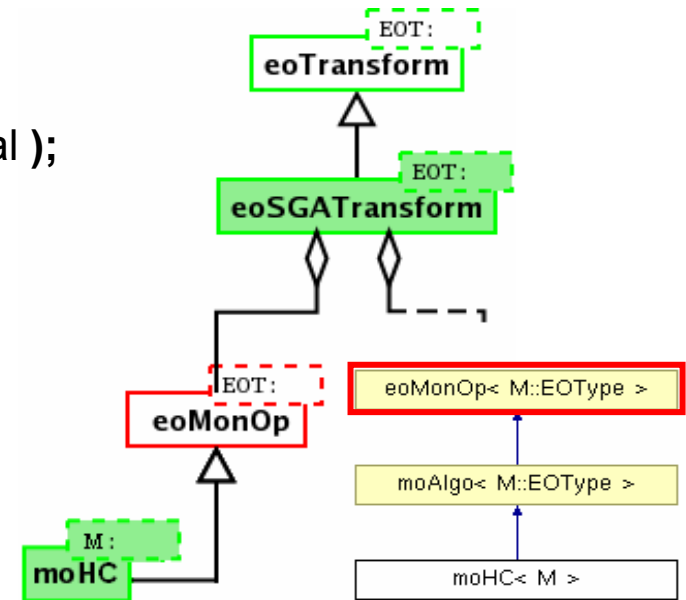 EOT:
eoTransform
al );
EOT:
eoSGATransform
EOT:
eoMonOp
eoMonOp< M::EOType >
moAlgo< M::EOType >
M:
moHC
moHC< M >